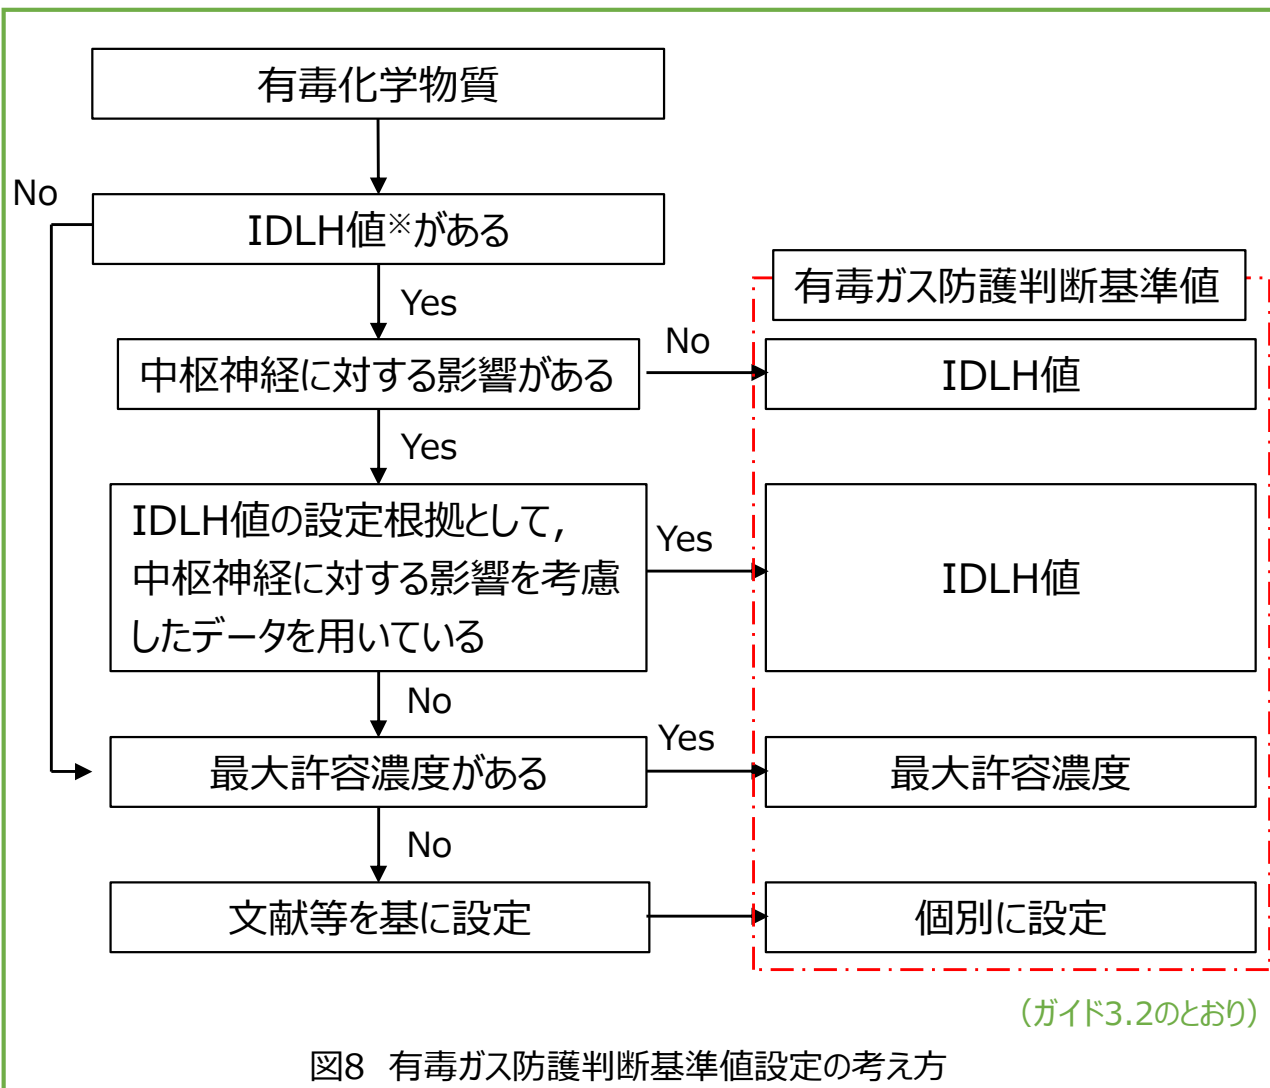 有毒化学物質
No
IDLH値※がある
Yes
有毒ガス防護判断基準値
中枢神経に対する影響がある
No
IDLH値
Yes
IDLH値の設定根拠として,
中枢神経に対する影響を考慮
したデータを用いている
Yes
IDLH値
No
最大許容濃度がある
Yes
最大許容濃度
No
文献等を基に設定
個別に設定
（ガイド3.2のとおり）
図8 有毒ガス防護判断基準値設定の考え方